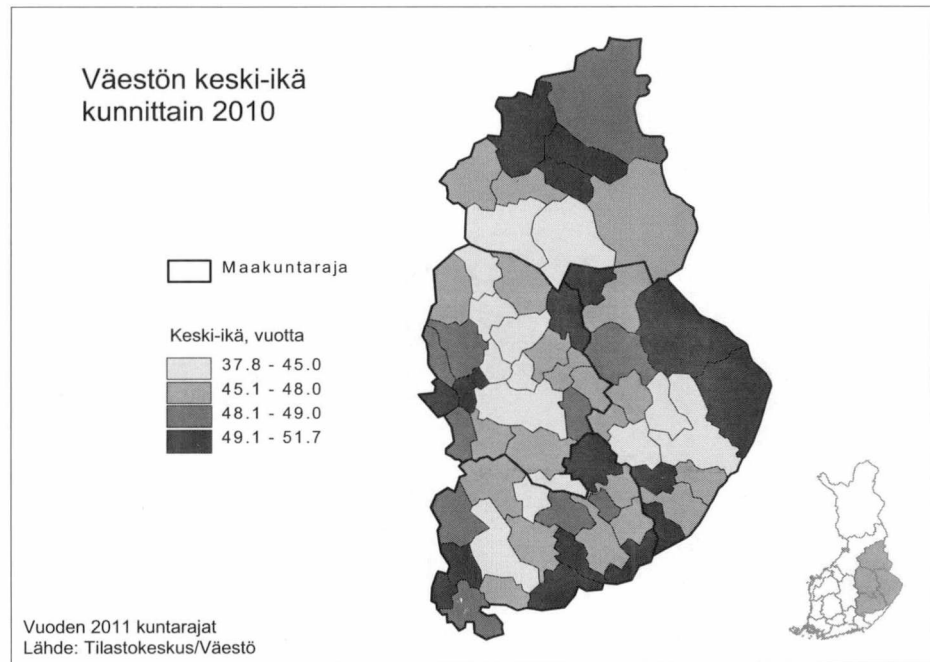 Väestön keski-ikä
kunnittain 2010
Maakuntaraja
Keski-ikä, vuotta
37.8 - 45.0
45.1 - 48.0
48.1 - 49.0
49.1 - 51.7
Vuoden 2011 kuntarajat
Lähde: Tilastokeskus/Väestö